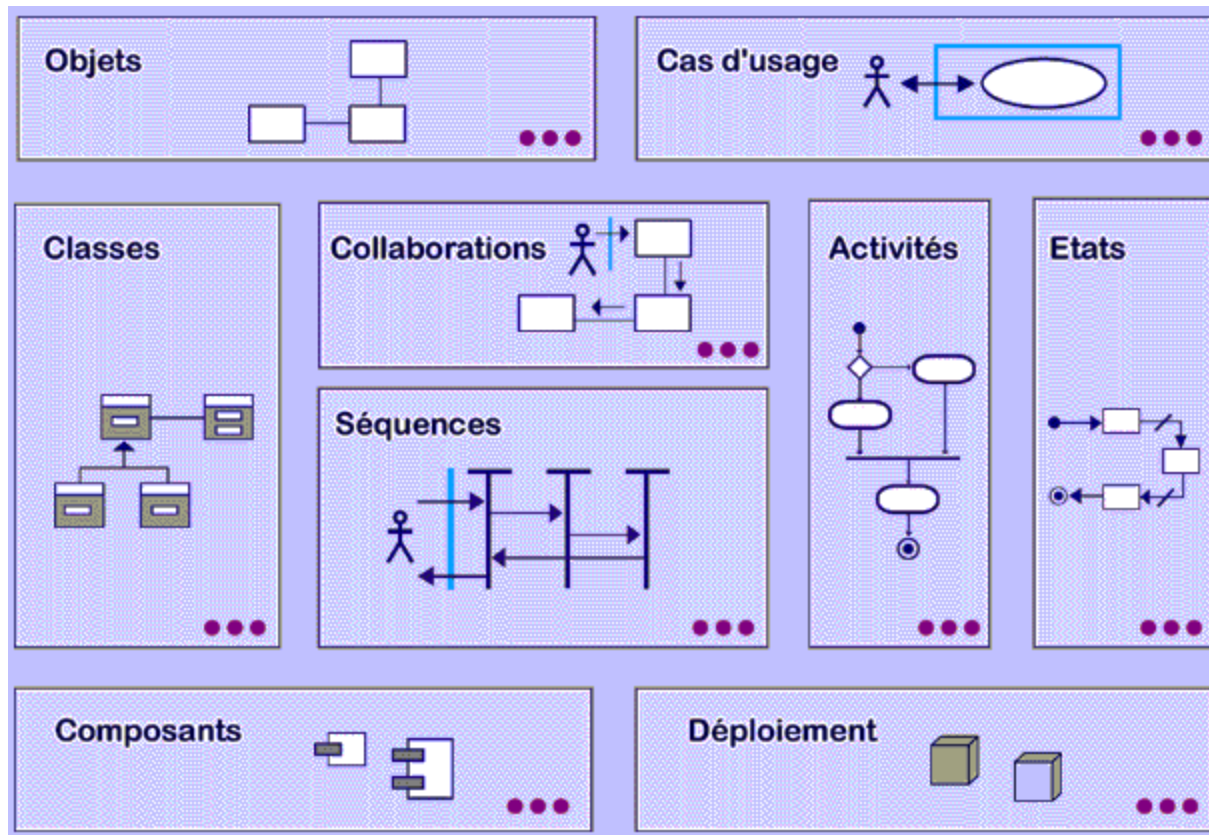 Objets
Cas d'usage
Classes
Collaborations
Activités
Etats
Séquences
Composants
Déploiement